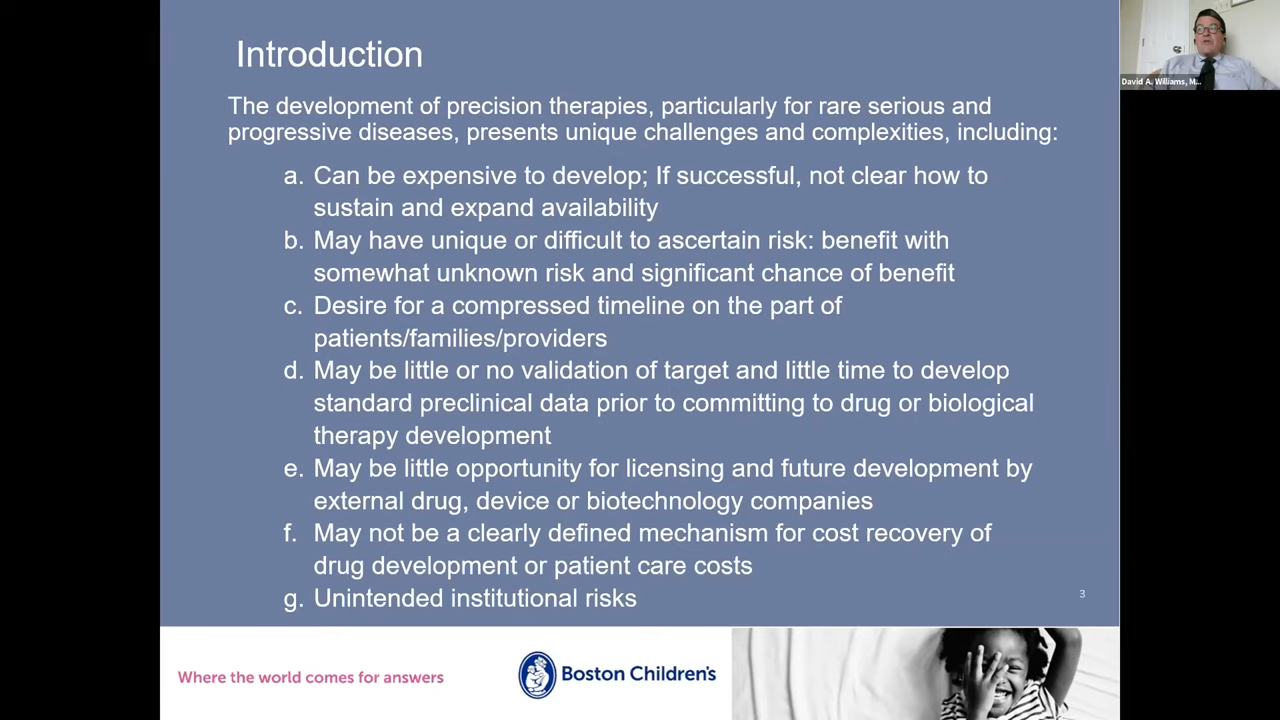 Introduction
The development of precision therapies, particularly for rare serious and
progressive diseases, presents unique challenges and complexities, including:
a. Can be expensive to develop; If successful, not clear how to
sustain and expand availability
b. May have unique or difficult to ascertain risk: benefit with
somewhat unknown risk and significant chance of benefit
c. Desire for a compressed timeline on the part of
patients/families/providers
d. May be little or no validation of target and little time to develop
standard preclinical data prior to committing to drug or biological
therapy development
e. May be little opportunity for licensing and future development by
external drug, device or biotechnology companies
f. May not be a clearly defined mechanism for cost recovery of
drug development or patient care costs
g. Unintended institutional risks
3
Where the world comes for answers
Boston Children's
David A. Williams, M...